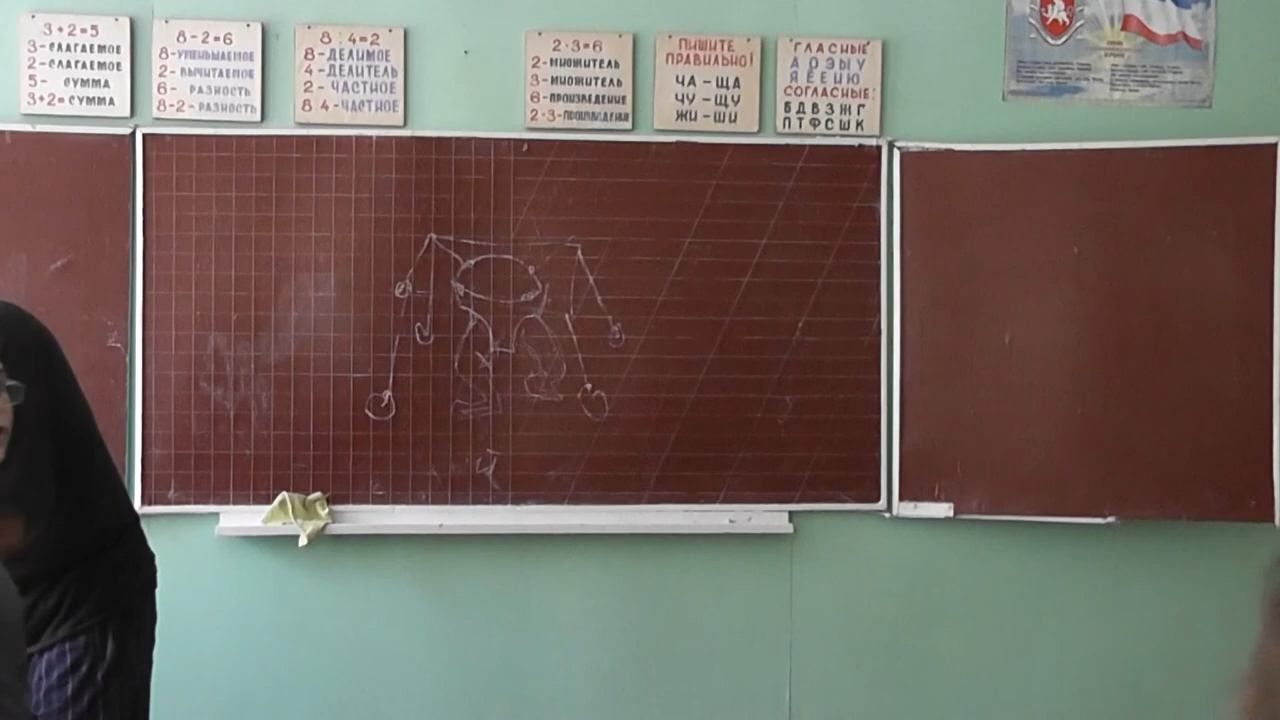 3+2=5
3-СЛАГАЕМОЕ
2-СЛАГАЕМОЕ
5- СУММА
3+2=СУММА
8-2=6
8-УМЕНЬШАЕМОЕ
2-ВЫЧИТАЕМОЕ
6- РАЗНОСТЬ
8-2-РАЗНОСТЬ
8:4=2
8-ДЕЛИМОЕ
4-ДЕЛИТЕЛЬ
2-ЧАСТНОЕ
8 4-ЧАСТНОЕ
2·3=6
2-МНОЖИТЕЛЬ
3-МНОЖИТЕЛЬ
6-ПРОИЗВЕДЕНИЕ
2·3-ПРОИЗВЕДЕНИЕ
ПИШИТЕ
ПРАВИЛЬНО!
ЧА-ЩА
ЧУ-ЩУ
ЖИ-ШИ
ГЛАСНЫЕ
А О Э Ы У
Я Ё Е И Ю
СОГЛАСНЫЕ:
Б Д В З Ж Г
П Т Ф С Ш К